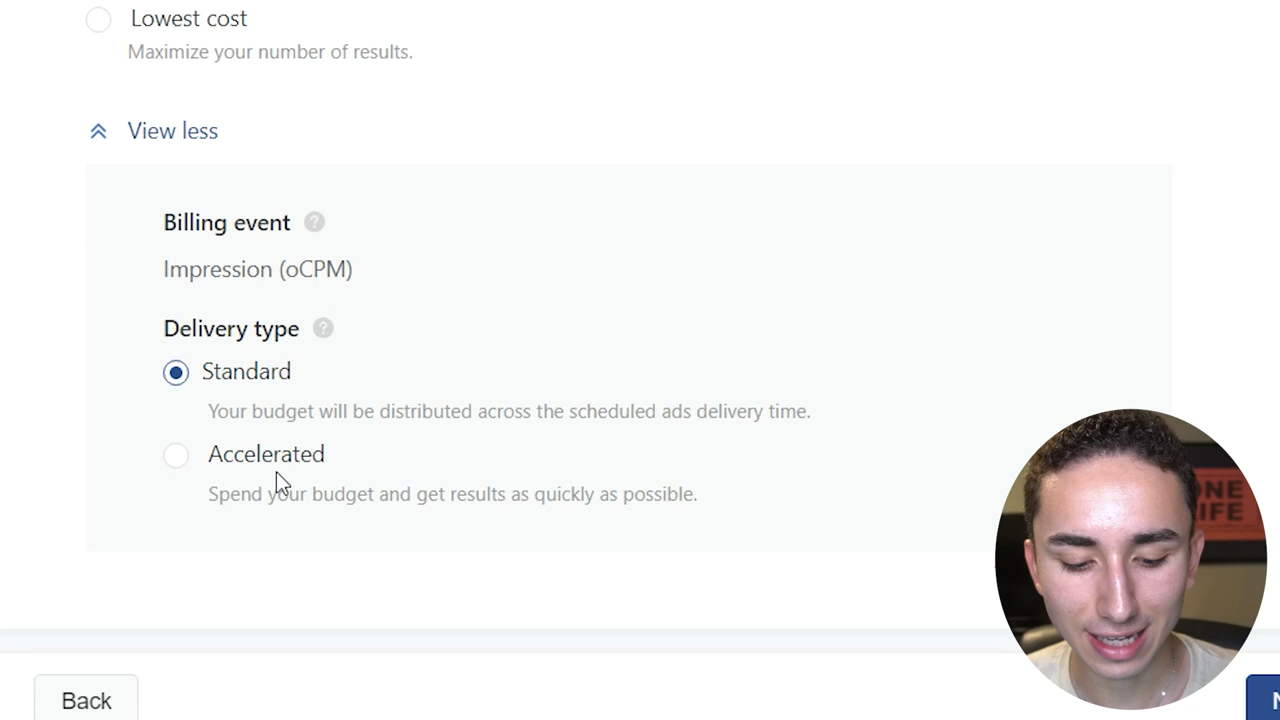 Lowest cost
Maximize your number of results.
View less
Billing event ?
Impression (oCPM)
Delivery type ?
Standard
Your budget will be distributed across the scheduled ads delivery time.
Accelerated
Spend your budget and get results as quickly as possible.
ONE
IFE
Back